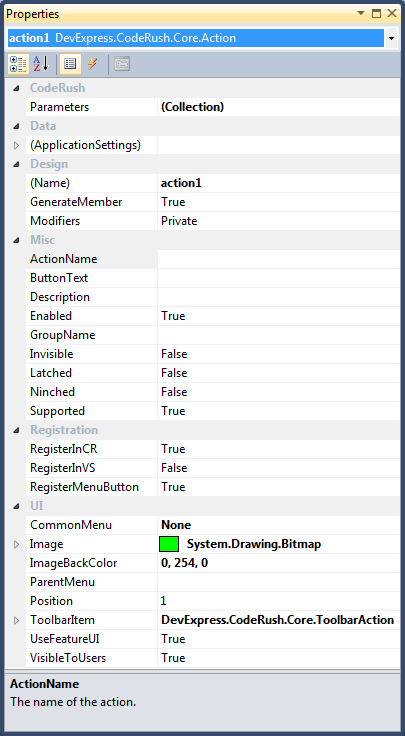 Properties
action1 DevExpress.CodeRush.Core.Action
CodeRush
Parameters (Collection)
Data
(ApplicationSettings)
Design
(Name) action1
GenerateMember True
Modifiers Private
Misc
ActionName
ButtonText
Description
Enabled True
GroupName
Invisible False
Latched False
Ninched False
Supported True
Registration
RegisterInCR True
RegisterInVS False
RegisterMenuButton True
UI
CommonMenu None
Image System.Drawing.Bitmap
ImageBackColor 0, 254, 0
ParentMenu
Position 1
ToolbarItem DevExpress.CodeRush.Core.ToolbarAction
UseFeatureUI True
VisibleToUsers True
ActionName
The name of the action.